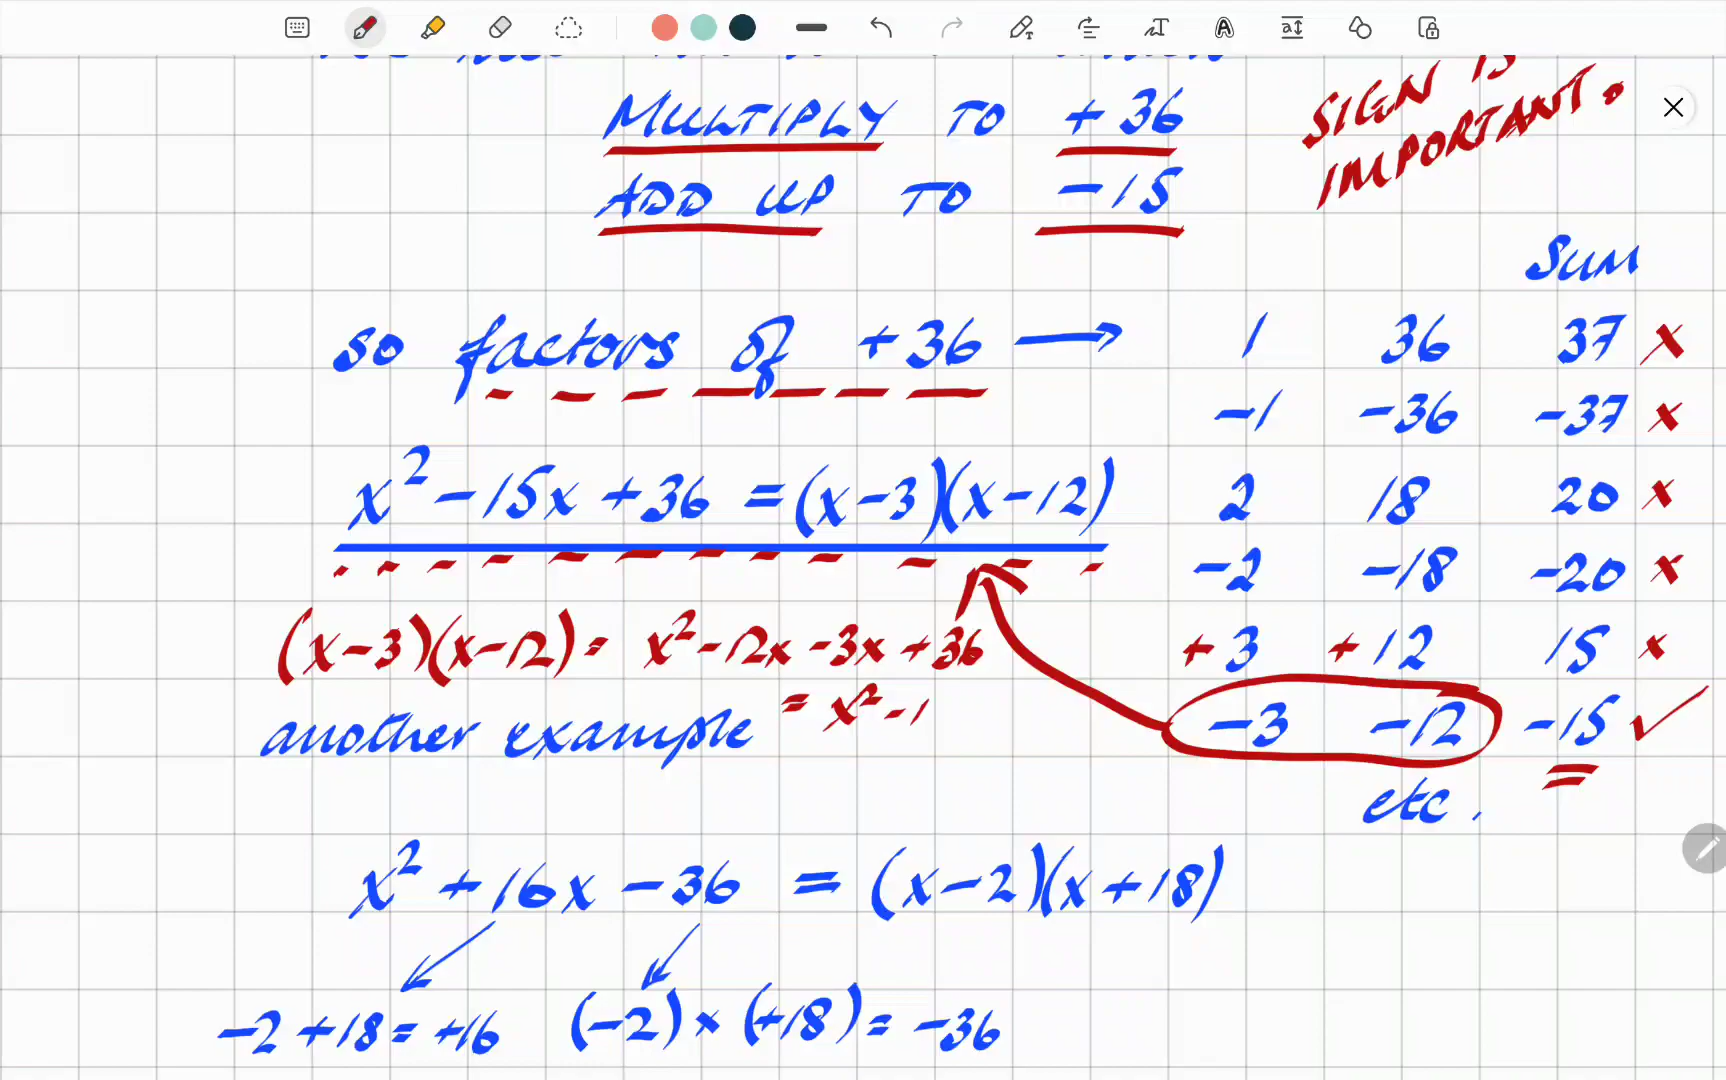 MULTIPLY TO +36
ADD UP TO -15
SIGN IS
IMPORTANT.
SUM
so factors of +36 → 1 36 37 x
-1 -36 -37 x
x² - 15x + 36 = (x-3)(x-12) 2 18 20 x
-2 -18 -20 x
(x-3)(x-12) = x² - 12x - 3x + 36 +3 +12 15 x
= x² - 1
another example -3 -12 -15 ✓
etc.
x² + 16x - 36 = (x-2)(x+18)
-2 + 18 = +16 (-2) × (+18) = -36